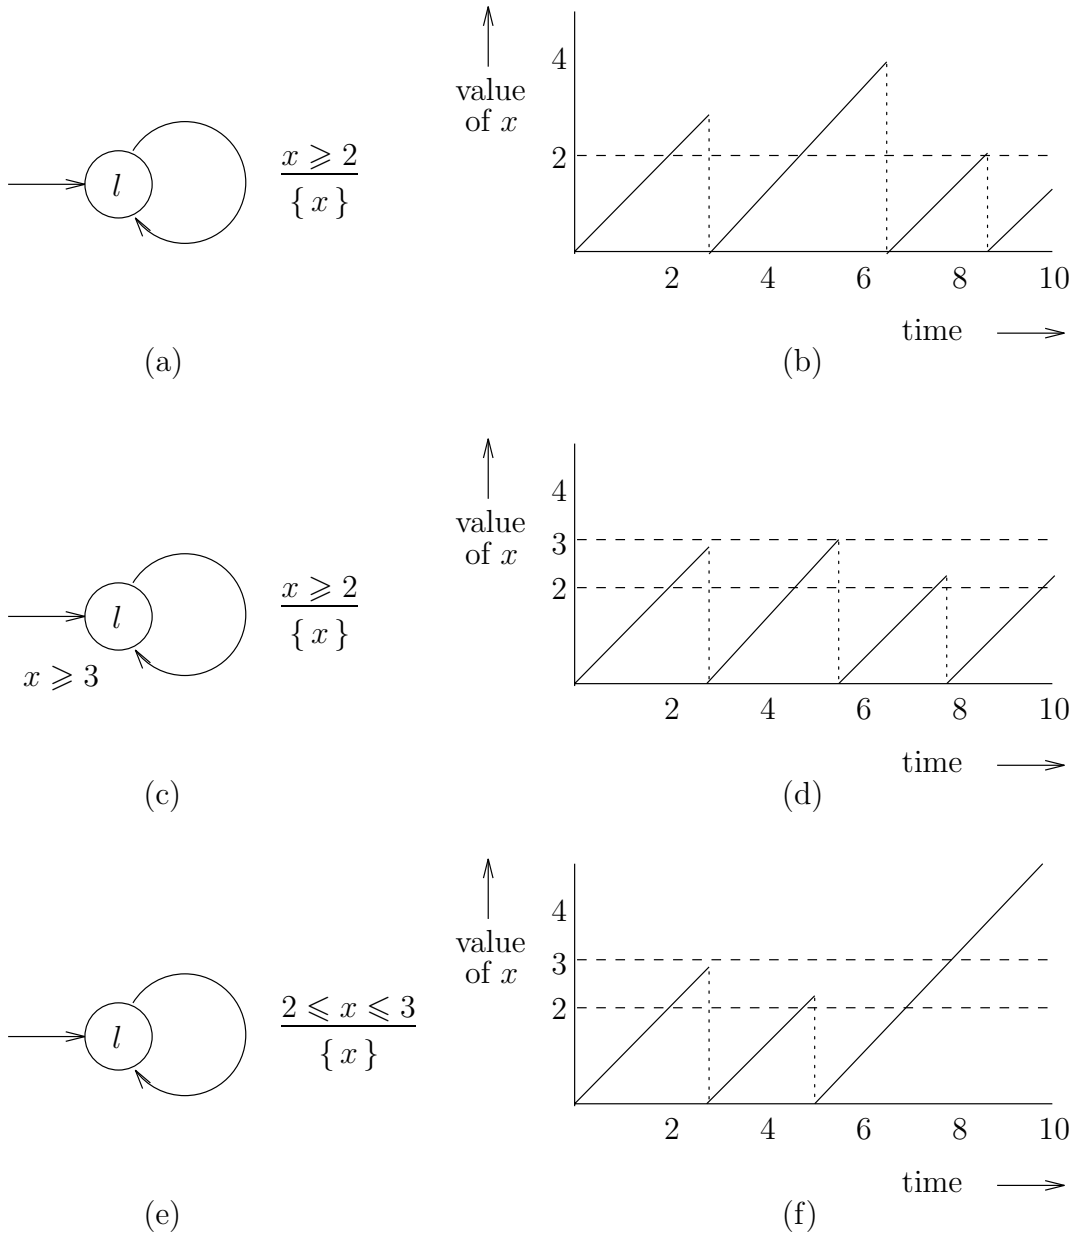 l
x ⩾ 2
{ x }
(a)
value
of x
4
2
2 4 6 8 10
time
(b)
l
x ⩾ 3
x ⩾ 2
{ x }
(c)
value
of x
4
3
2
2 4 6 8 10
time
(d)
l
2 ⩽ x ⩽ 3
{ x }
(e)
value
of x
4
3
2
2 4 6 8 10
time
(f)